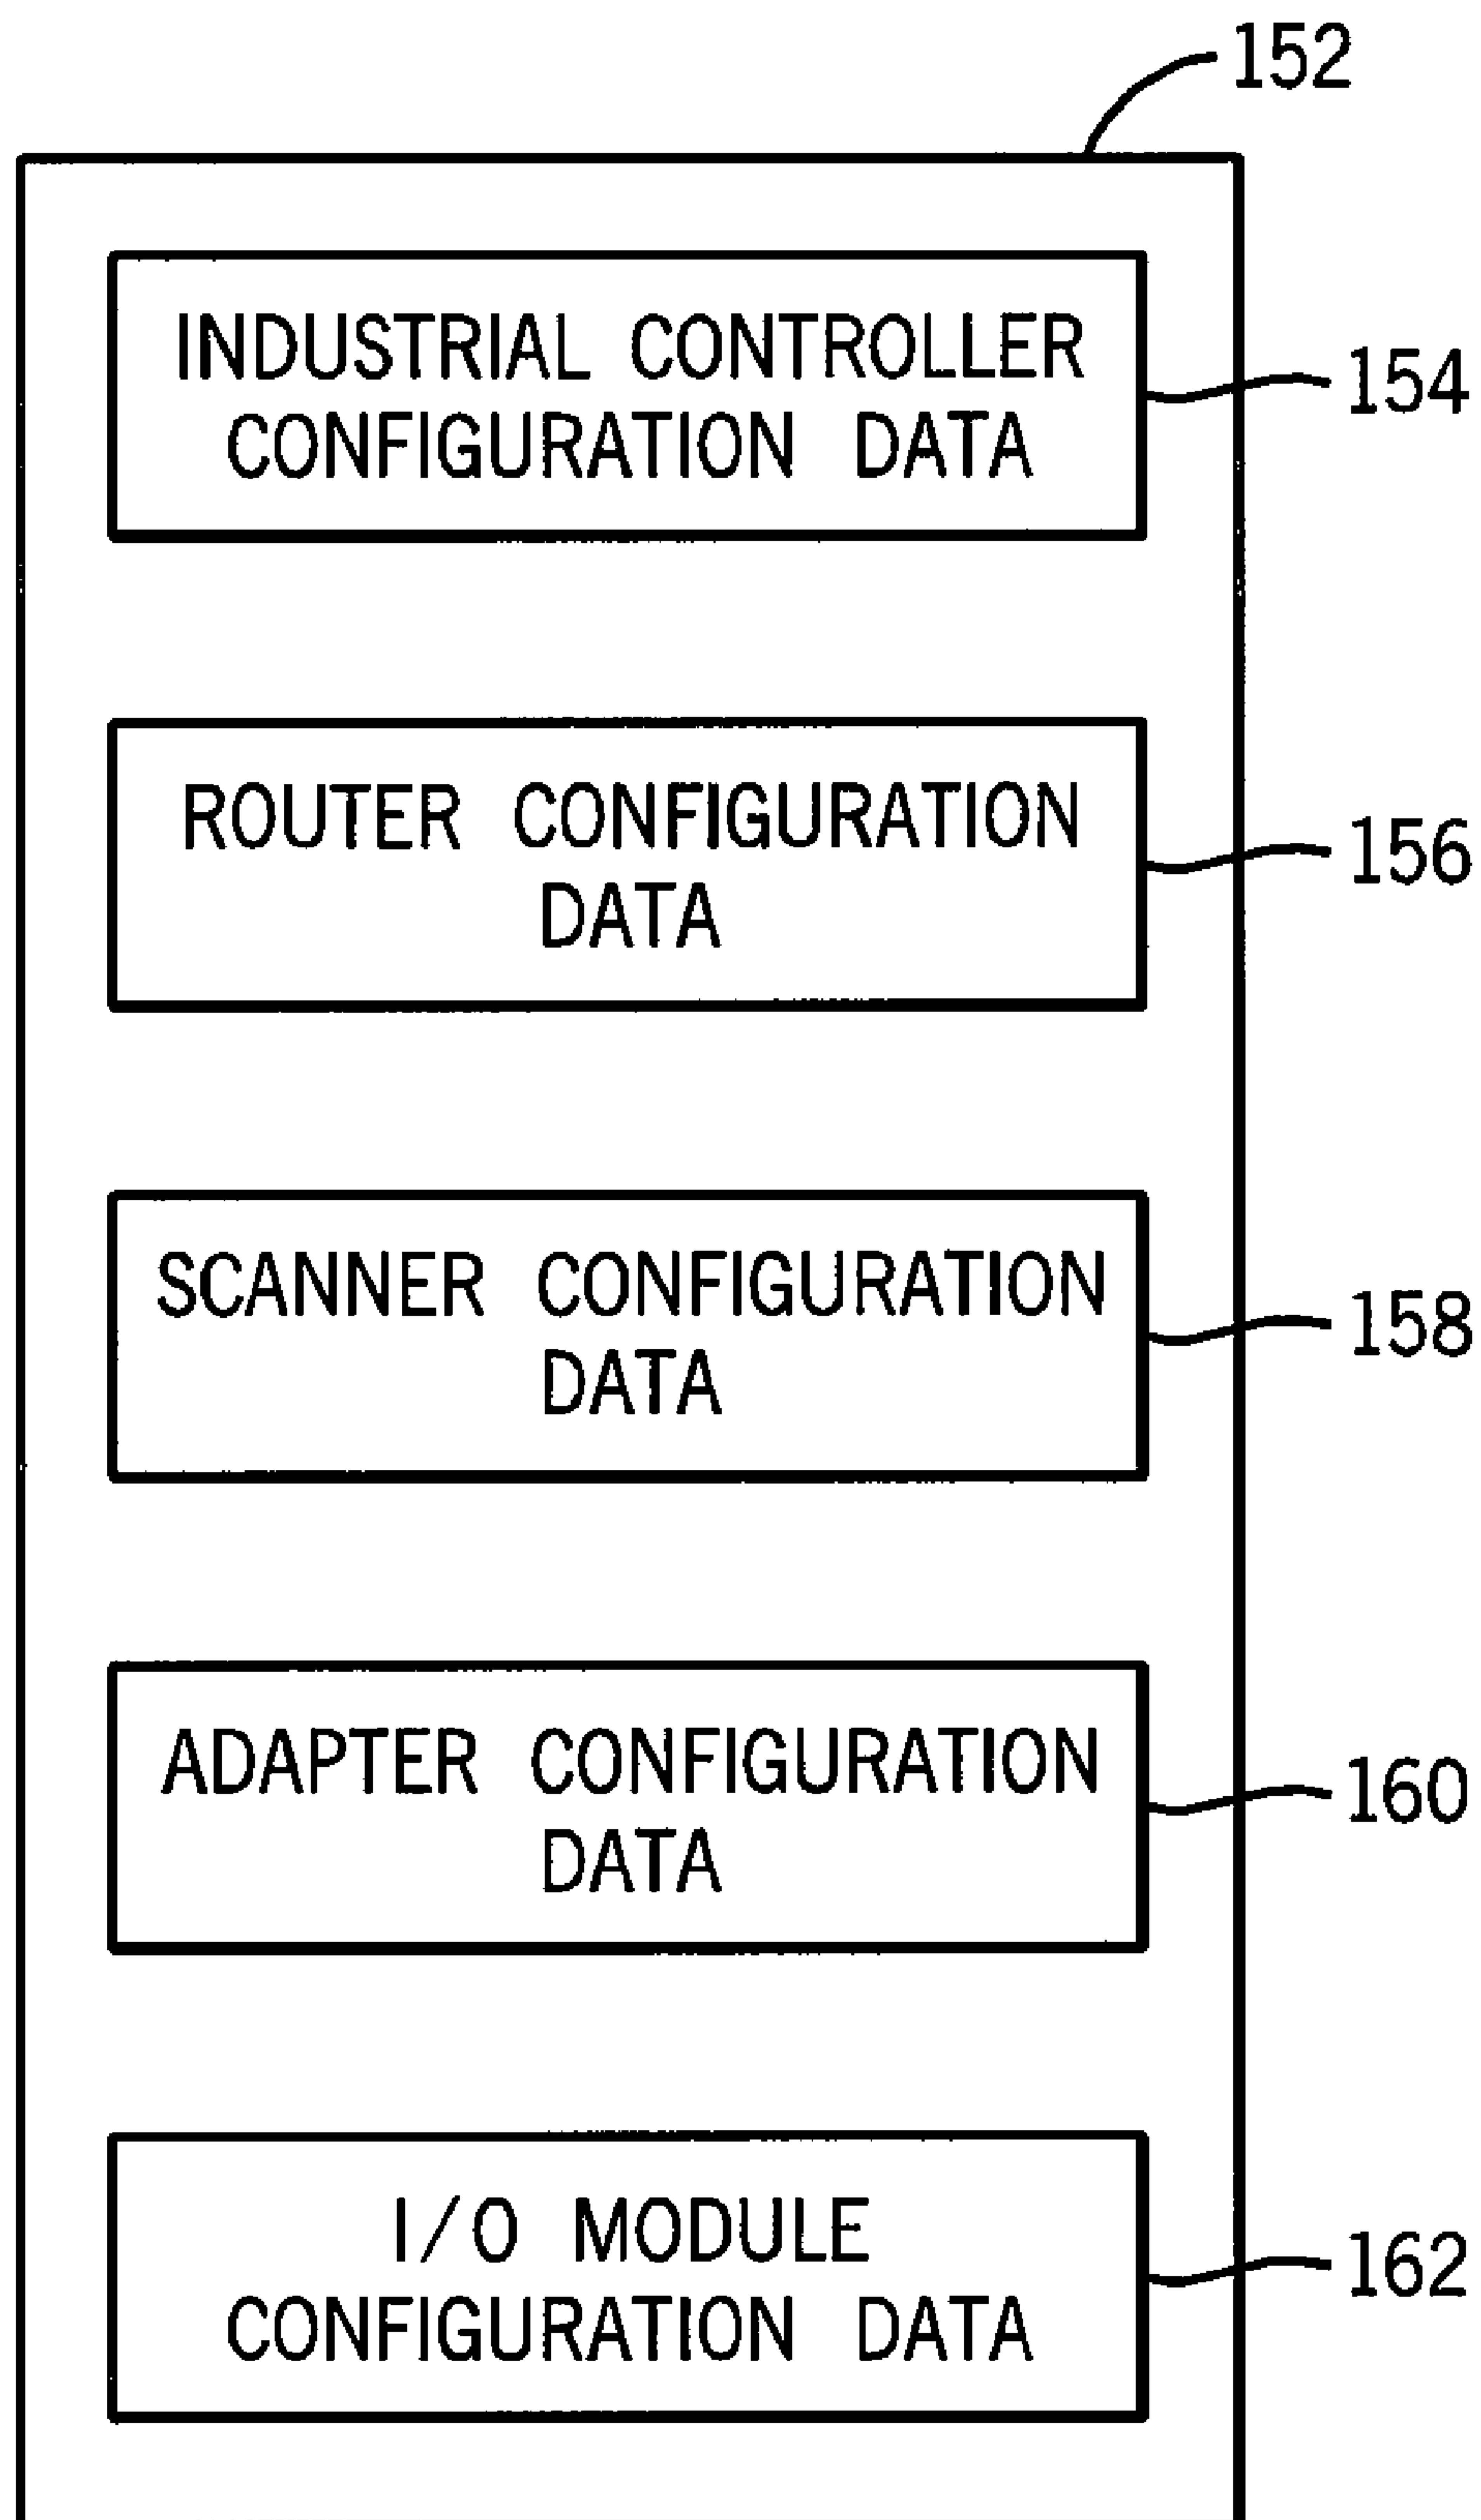 152
INDUSTRIAL CONTROLLER
CONFIGURATION DATA
154
ROUTER CONFIGURATION
DATA
156
SCANNER CONFIGURATION
DATA
158
ADAPTER CONFIGURATION
DATA
160
I/O MODULE
CONFIGURATION DATA
162